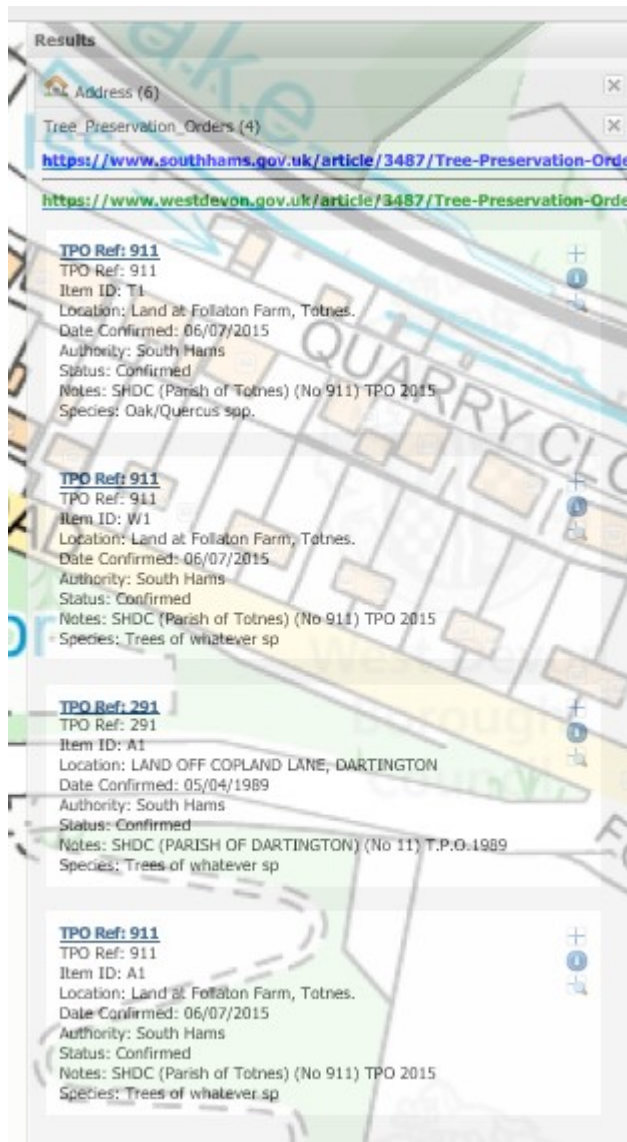 Results
Address (6)
Tree_Preservation_Orders (4)
https://www.southhams.gov.uk/article/3487/Tree-Preservation-Orde
https://www.westdevon.gov.uk/article/3487/Tree-Preservation-Orde
TPO Ref: 911
TPO Ref: 911
Item ID: T1
Location: Land at Follaton Farm, Totnes.
Date Confirmed: 06/07/2015
Authority: South Hams
Status: Confirmed
Notes: SHDC (Parish of Totnes) (No 911) TPO 2015
Species: Oak/Quercus spp.
TPO Ref: 911
TPO Ref: 911
Item ID: W1
Location: Land at Follaton Farm, Totnes.
Date Confirmed: 06/07/2015
Authority: South Hams
Status: Confirmed
Notes: SHDC (Parish of Totnes) (No 911) TPO 2015
Species: Trees of whatever sp
TPO Ref: 291
TPO Ref: 291
Item ID: A1
Location: LAND OFF COPLAND LANE, DARTINGTON
Date Confirmed: 05/04/1989
Authority: South Hams
Status: Confirmed
Notes: SHDC (PARISH OF DARTINGTON) (No 11) T.P.O.1989
Species: Trees of whatever sp
TPO Ref: 911
TPO Ref: 911
Item ID: A1
Location: Land at Follaton Farm, Totnes.
Date Confirmed: 06/07/2015
Authority: South Hams
Status: Confirmed
Notes: SHDC (Parish of Totnes) (No 911) TPO 2015
Species: Trees of whatever sp
ake
QUARRY CLO
West Devon
Borough
Council